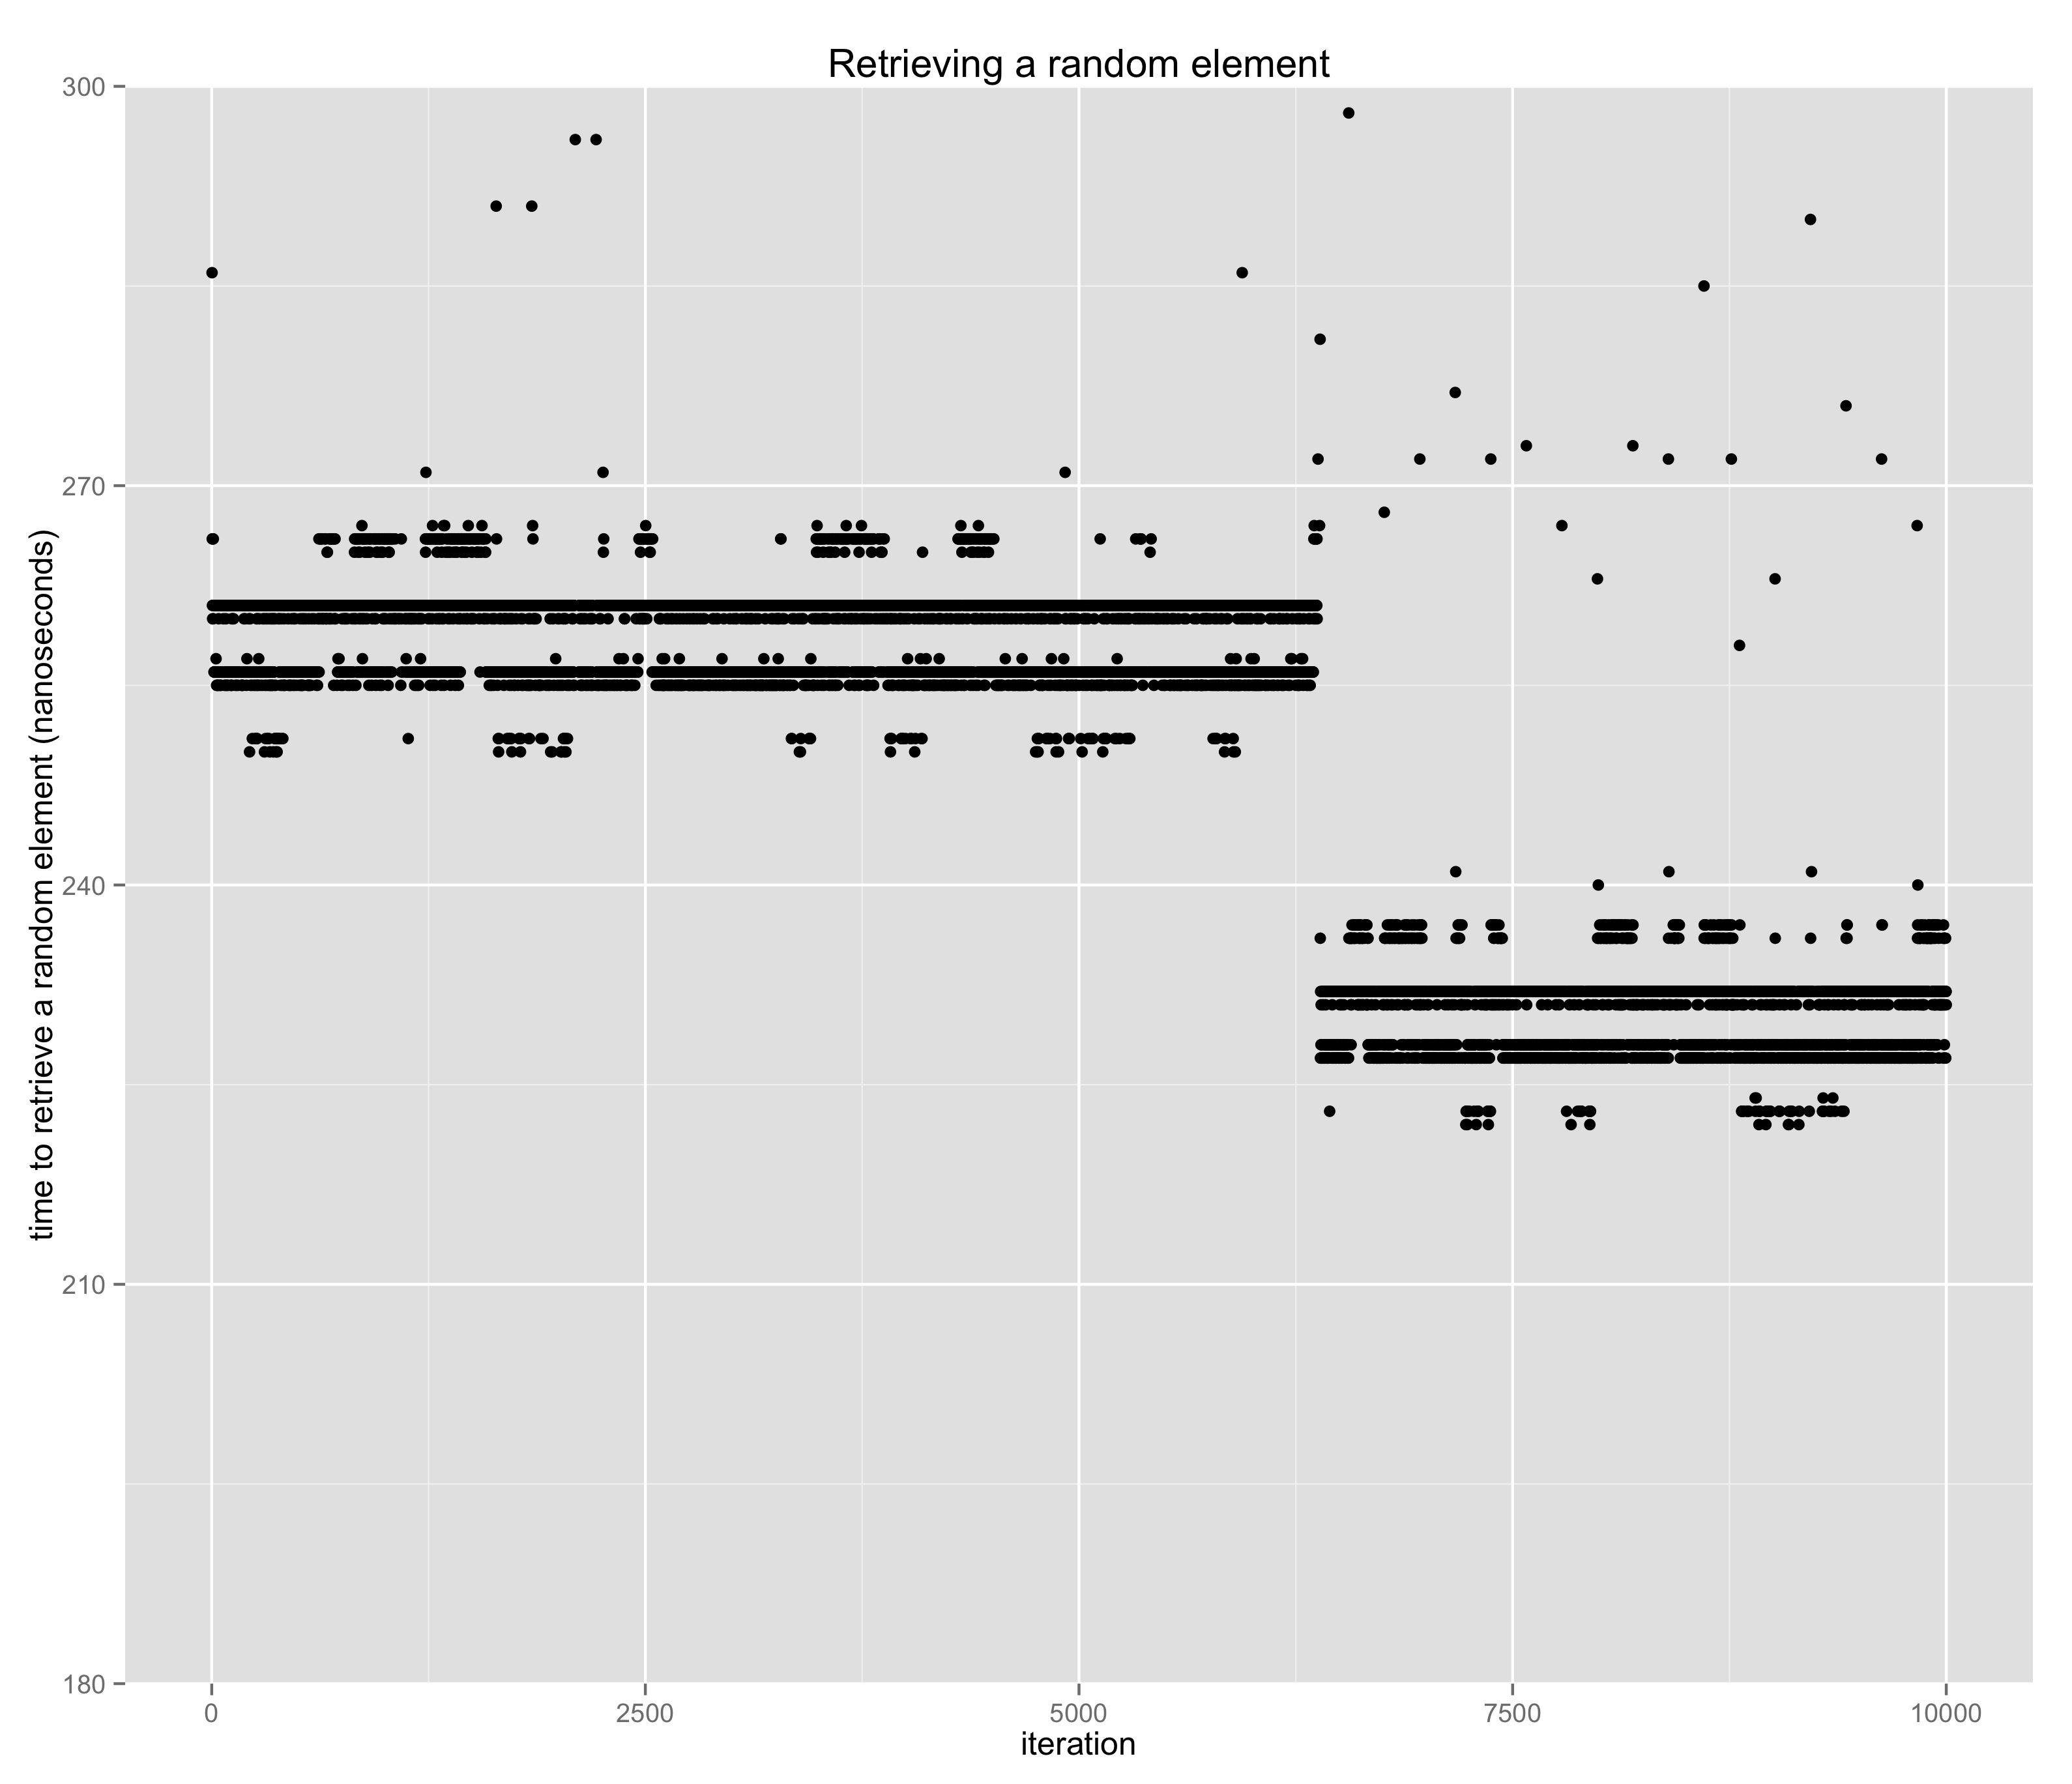 Retrieving a random element
300
270
240
210
180
time to retrieve a random element (nanoseconds)
0 2500 5000 7500 10000
iteration